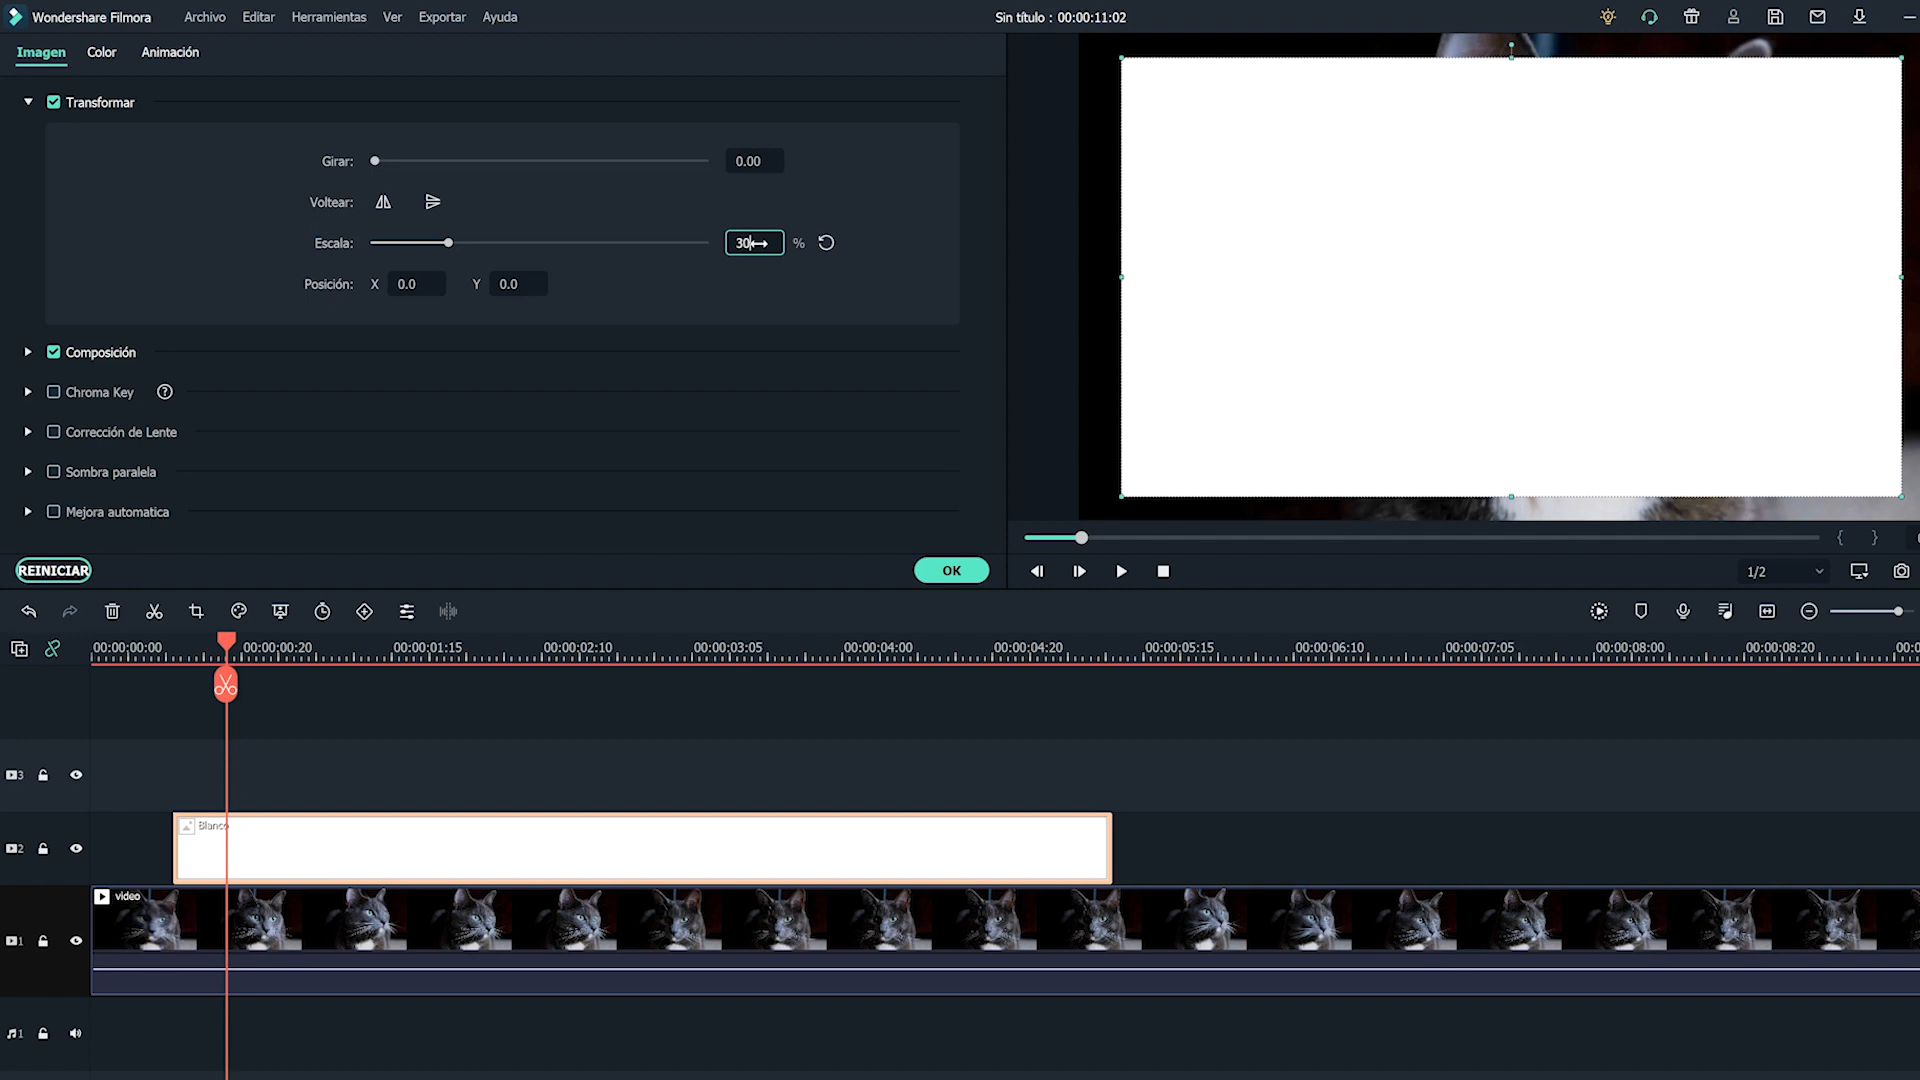 Wondershare Filmora Archivo Editar Herramientas Ver Exportar Ayuda Sin título : 00:00:11:02
Imagen Color Animación
Transformar
Girar: 0.00
Voltear:
Escala: 30 %
Posición: X 0.0 Y 0.0
Composición
Chroma Key ?
Corrección de Lente
Sombra paralela
Mejora automatica
{ }
REINICIAR OK 1/2
00:00:00:00 00:00:00:20 00:00:01:15 00:00:02:10 00:00:03:05 00:00:04:00 00:00:04:20 00:00:05:15 00:00:06:10 00:00:07:05 00:00:08:00 00:00:08:20 00:0
3
Blanco
2
video
1
1